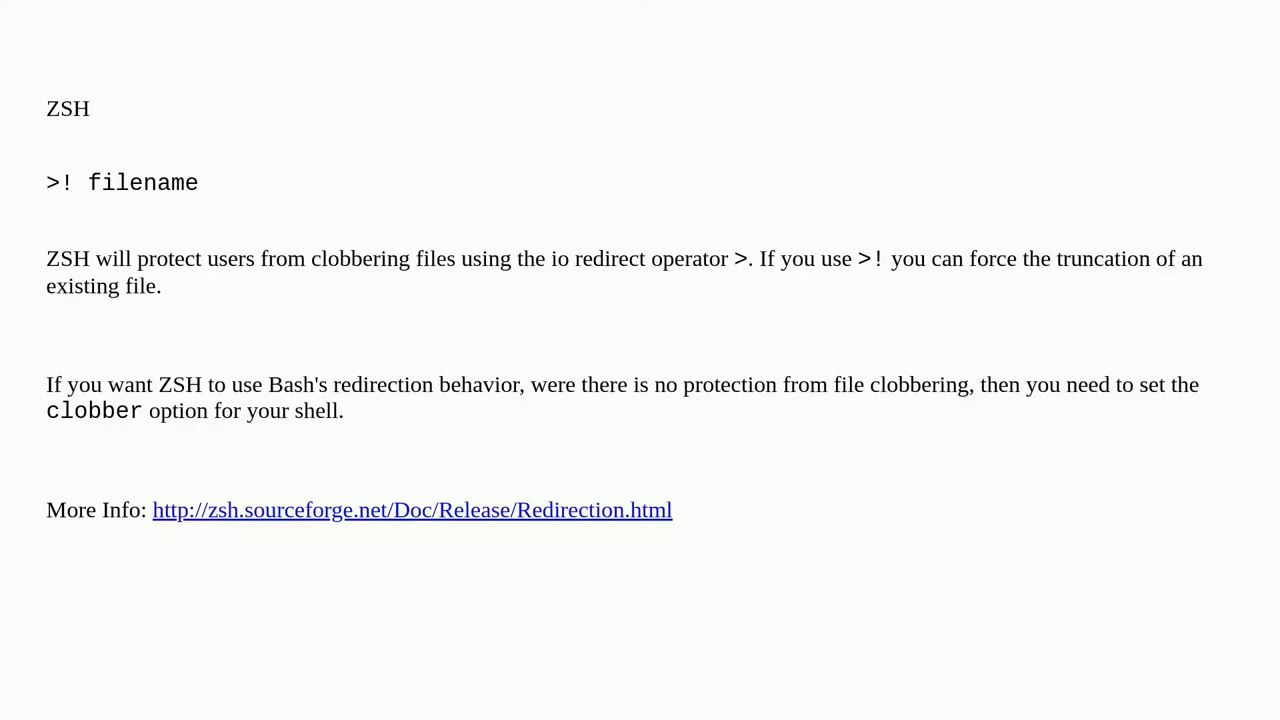 ZSH
>! filename
ZSH will protect users from clobbering files using the io redirect operator >. If you use >! you can force the truncation of an
existing file.
If you want ZSH to use Bash's redirection behavior, were there is no protection from file clobbering, then you need to set the
clobber option for your shell.
More Info: http://zsh.sourceforge.net/Doc/Release/Redirection.html